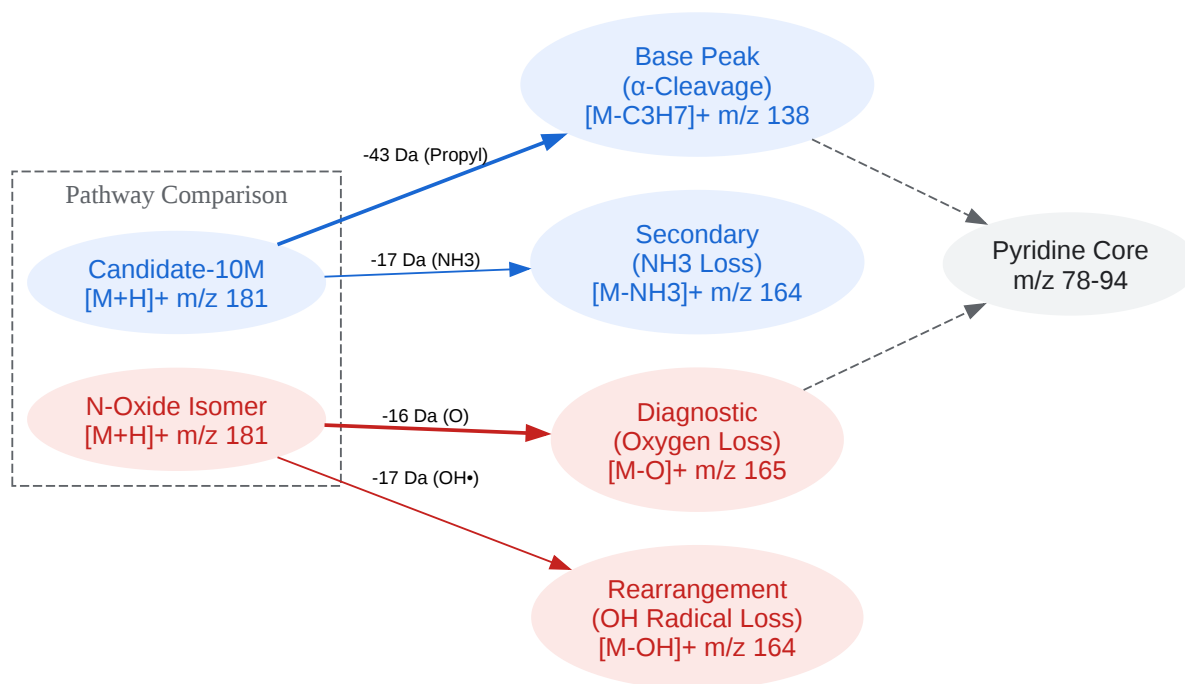 Base Peak
(α-Cleavage)
[M-C3H7]+ m/z 138
-43 Da (Propyl)
Pathway Comparison
Secondary
(NH3 Loss)
[M-NH3]+ m/z 164
-17 Da (NH3)
Candidate-10M
[M+H]+ m/z 181
Pyridine Core
m/z 78-94
N-Oxide Isomer
[M+H]+ m/z 181
-16 Da (O)
Diagnostic
(Oxygen Loss)
[M-O]+ m/z 165
-17 Da (OH•)
Rearrangement
(OH Radical Loss)
[M-OH]+ m/z 164